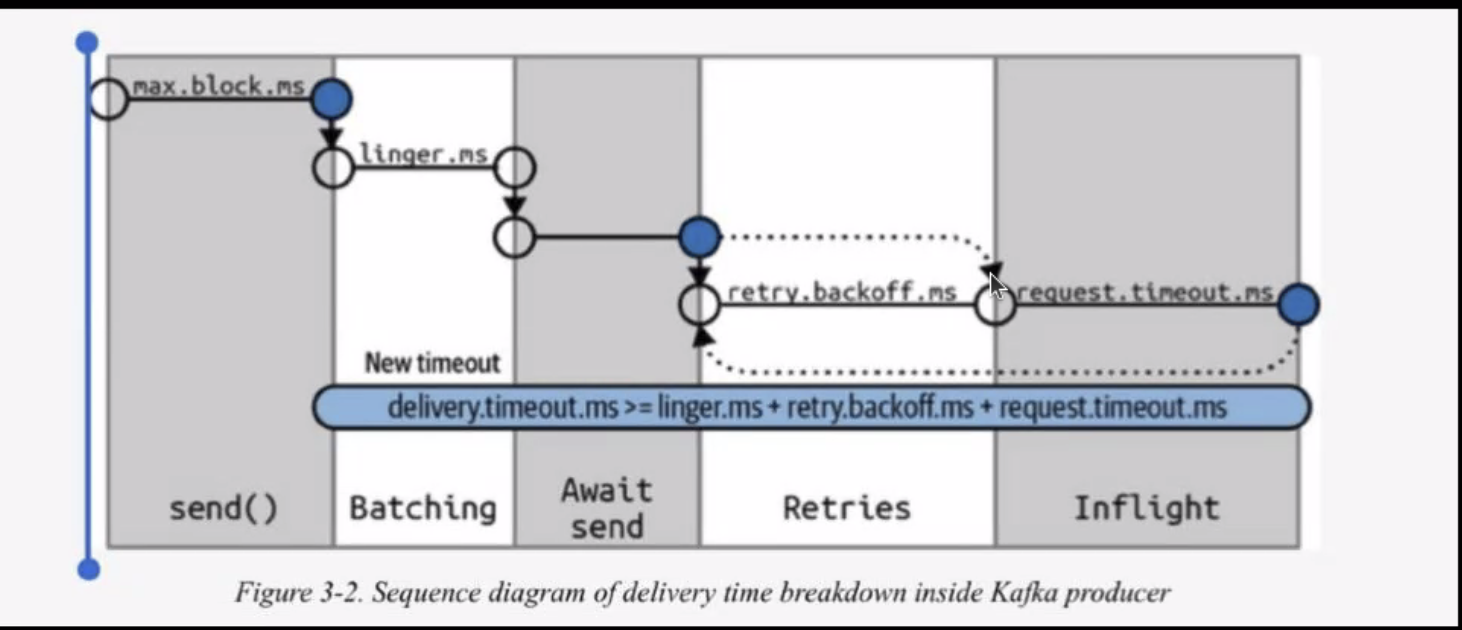 max.block.ms
linger.ms
retry.backoff.ms
request.timeout.ms
New timeout
delivery.timeout.ms >= linger.ms + retry.backoff.ms + request.timeout.ms
send()
Batching
Await
send
Retries
Inflight
Figure 3-2. Sequence diagram of delivery time breakdown inside Kafka producer